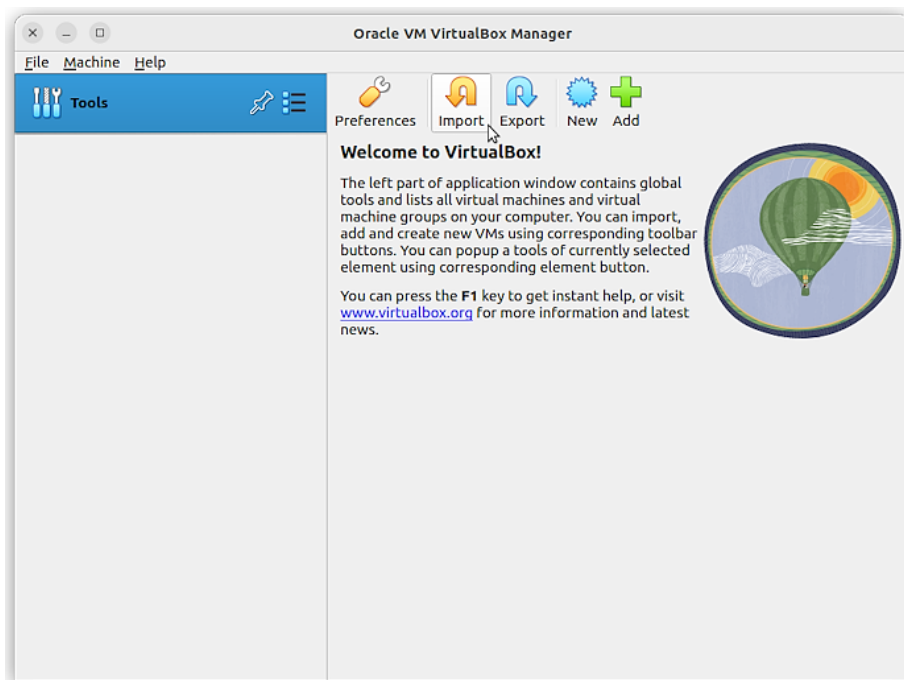 Oracle VM VirtualBox Manager
File Machine Help
Tools
Preferences Import Export New Add
Welcome to VirtualBox!
The left part of application window contains global
tools and lists all virtual machines and virtual
machine groups on your computer. You can import,
add and create new VMs using corresponding toolbar
buttons. You can popup a tools of currently selected
element using corresponding element button.
You can press the F1 key to get instant help, or visit
www.virtualbox.org for more information and latest
news.